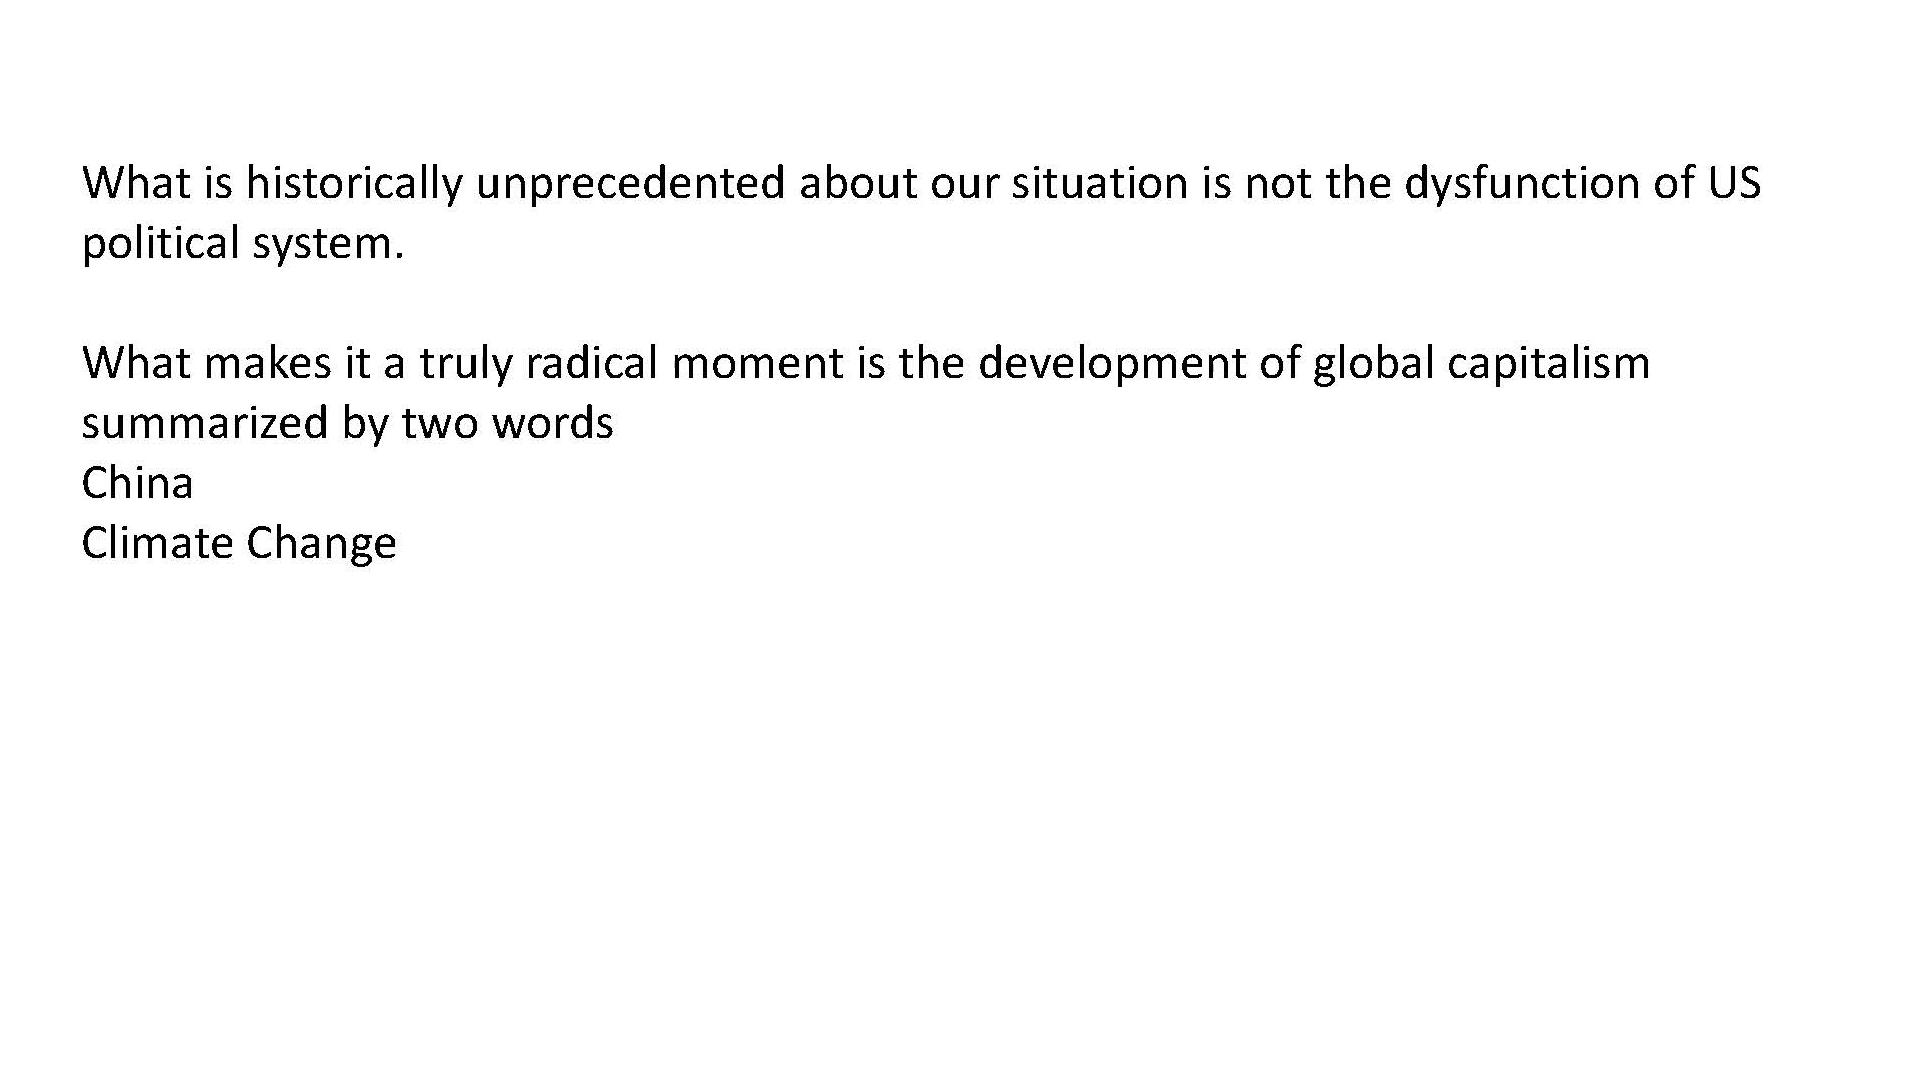 What is historically unprecedented about our situation is not the dysfunction of US
political system.
What makes it a truly radical moment is the development of global capitalism
summarized by two words
China
Climate Change